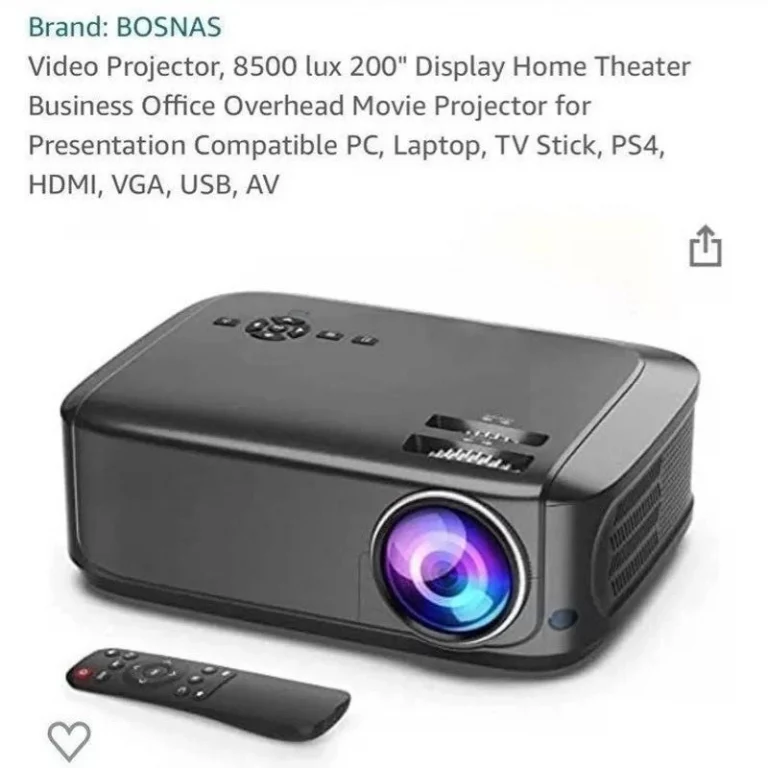 Brand: BOSNAS
Video Projector, 8500 lux 200" Display Home Theater
Business Office Overhead Movie Projector for
Presentation Compatible PC, Laptop, TV Stick, PS4,
HDMI, VGA, USB, AV